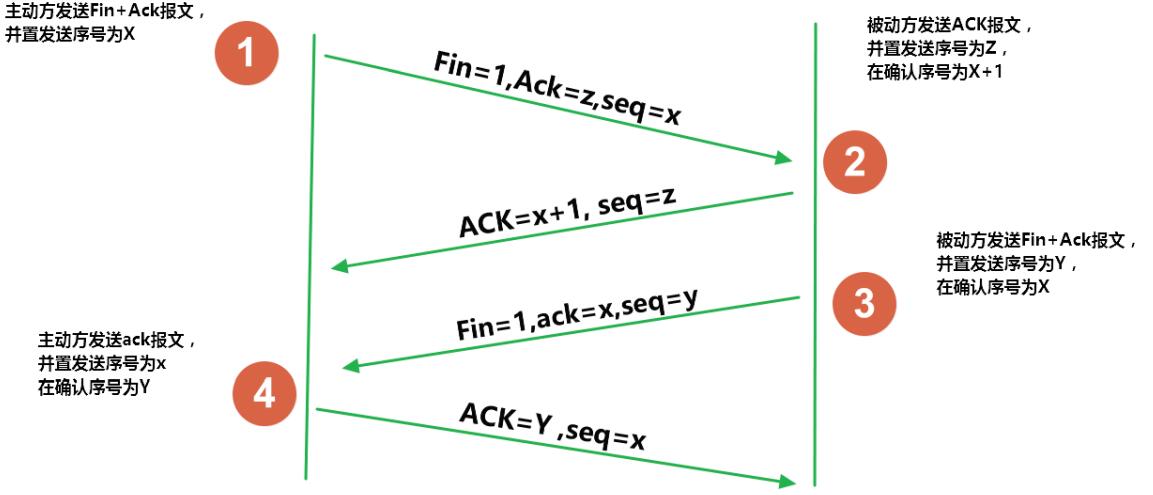 主动方发送Fin+Ack报文，
并置发送序号为X
1
Fin=1,Ack=z,seq=x
被动方发送ACK报文，
并置发送序号为Z，
在确认序号为X+1
2
ACK=x+1, seq=z
被动方发送Fin+Ack报文，
并置发送序号为Y，
在确认序号为X
3
Fin=1,ack=x,seq=y
主动方发送ack报文，
并置发送序号为x
在确认序号为Y
4
ACK=Y ,seq=x